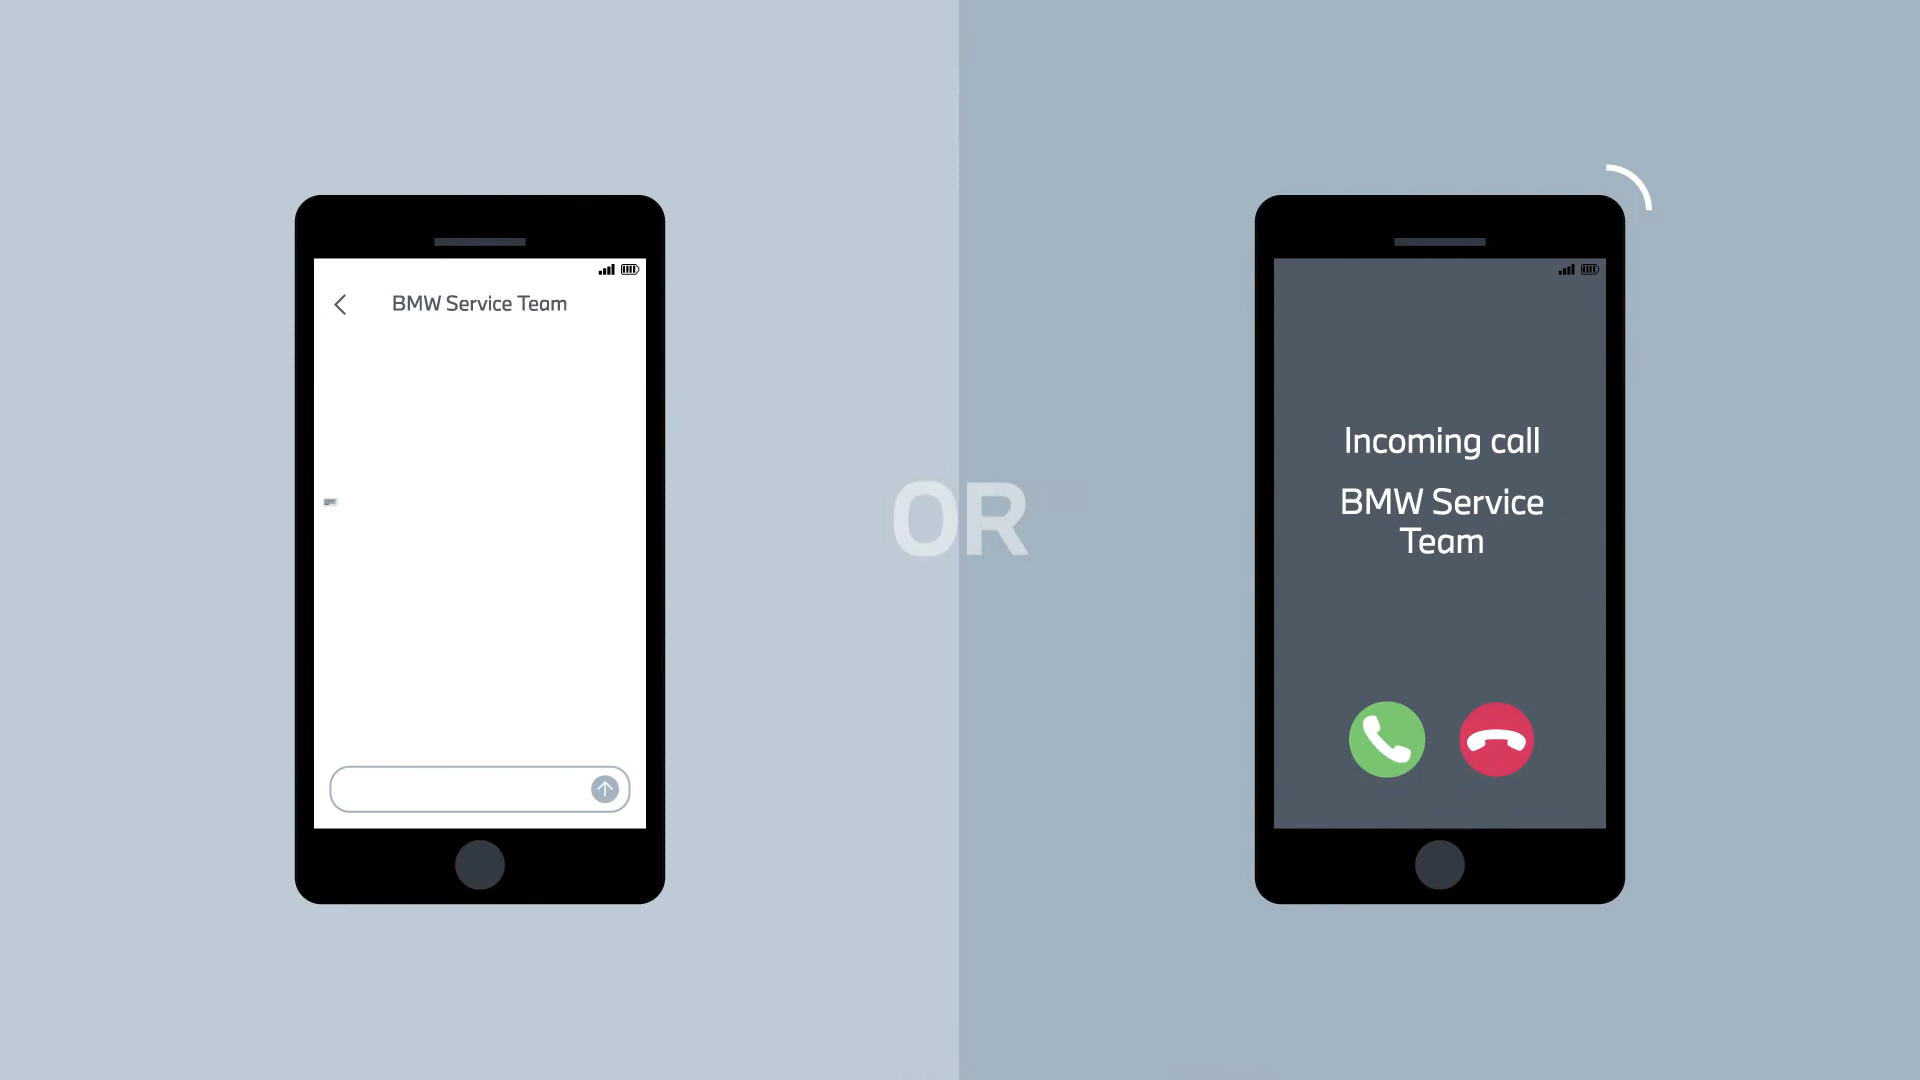 BMW Service Team
OR
Incoming call
BMW Service
Team